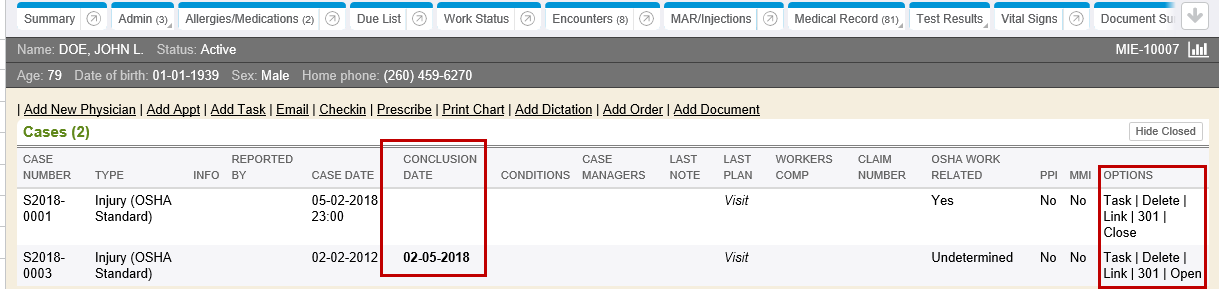 Summary Admin (3) Allergies/Medications (2) Due List Work Status Encounters (8) MAR/Injections Medical Record (81) Test Results Vital Signs Document Su
Name: DOE, JOHN L. Status: Active MIE-10007
Age: 79 Date of birth: 01-01-1939 Sex: Male Home phone: (260) 459-6270
| Add New Physician | Add Appt | Add Task | Email | Checkin | Prescribe | Print Chart | Add Dictation | Add Order | Add Document
Cases (2) Hide Closed
CASE NUMBER TYPE INFO REPORTED BY CASE DATE CONCLUSION DATE CONDITIONS CASE MANAGERS LAST NOTE LAST PLAN WORKERS COMP CLAIM NUMBER OSHA WORK RELATED PPI MMI OPTIONS
S2018- Injury (OSHA 05-02-2018 Visit Yes No No Task | Delete |
0001 Standard) 23:00 Link | 301 |
Close
S2018- Injury (OSHA 02-02-2012 02-05-2018 Visit Undetermined No No Task | Delete |
0003 Standard) Link | 301 | Open